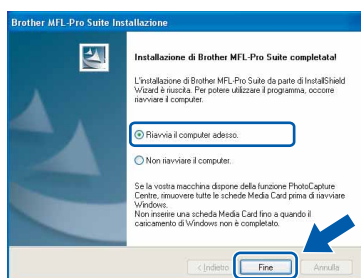 Brother MFL-Pro Suite Installazione
Installazione di Brother MFL-Pro Suite completata!
L'installazione di Brother MFL-Pro Suite da parte di InstallShield
Wizard è riuscita. Per potere utilizzare il programma, occorre
riavviare il computer.
Riavvia il computer adesso.
Non riavviare il computer.
Se la vostra macchina dispone della funzione PhotoCapture
Centre, rimuovere tutte le schede Media Card prima di riavviare
Windows.
Non inserire una scheda Media Card fino a quando il
caricamento di Windows non è completato.
< Indietro
Fine
Annulla